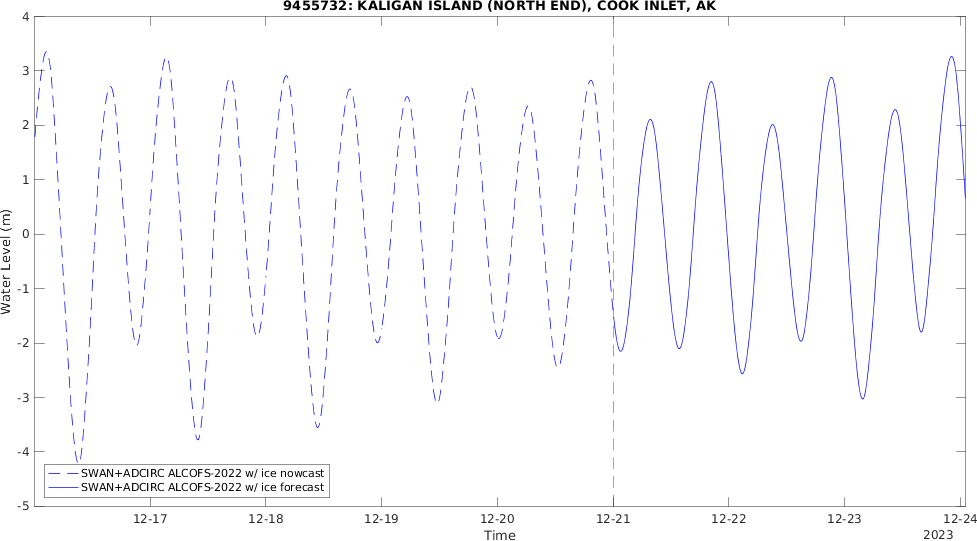 9455732: KALIGAN ISLAND (NORTH END), COOK INLET, AK
4
3
2
1
0
-1
-2
-3
-4
-5
Water Level (m)
SWAN+ADCIRC ALCOFS-2022 w/ ice nowcast
SWAN+ADCIRC ALCOFS-2022 w/ ice forecast
12-17 12-18 12-19 12-20 12-21 12-22 12-23 12-24
Time
2023